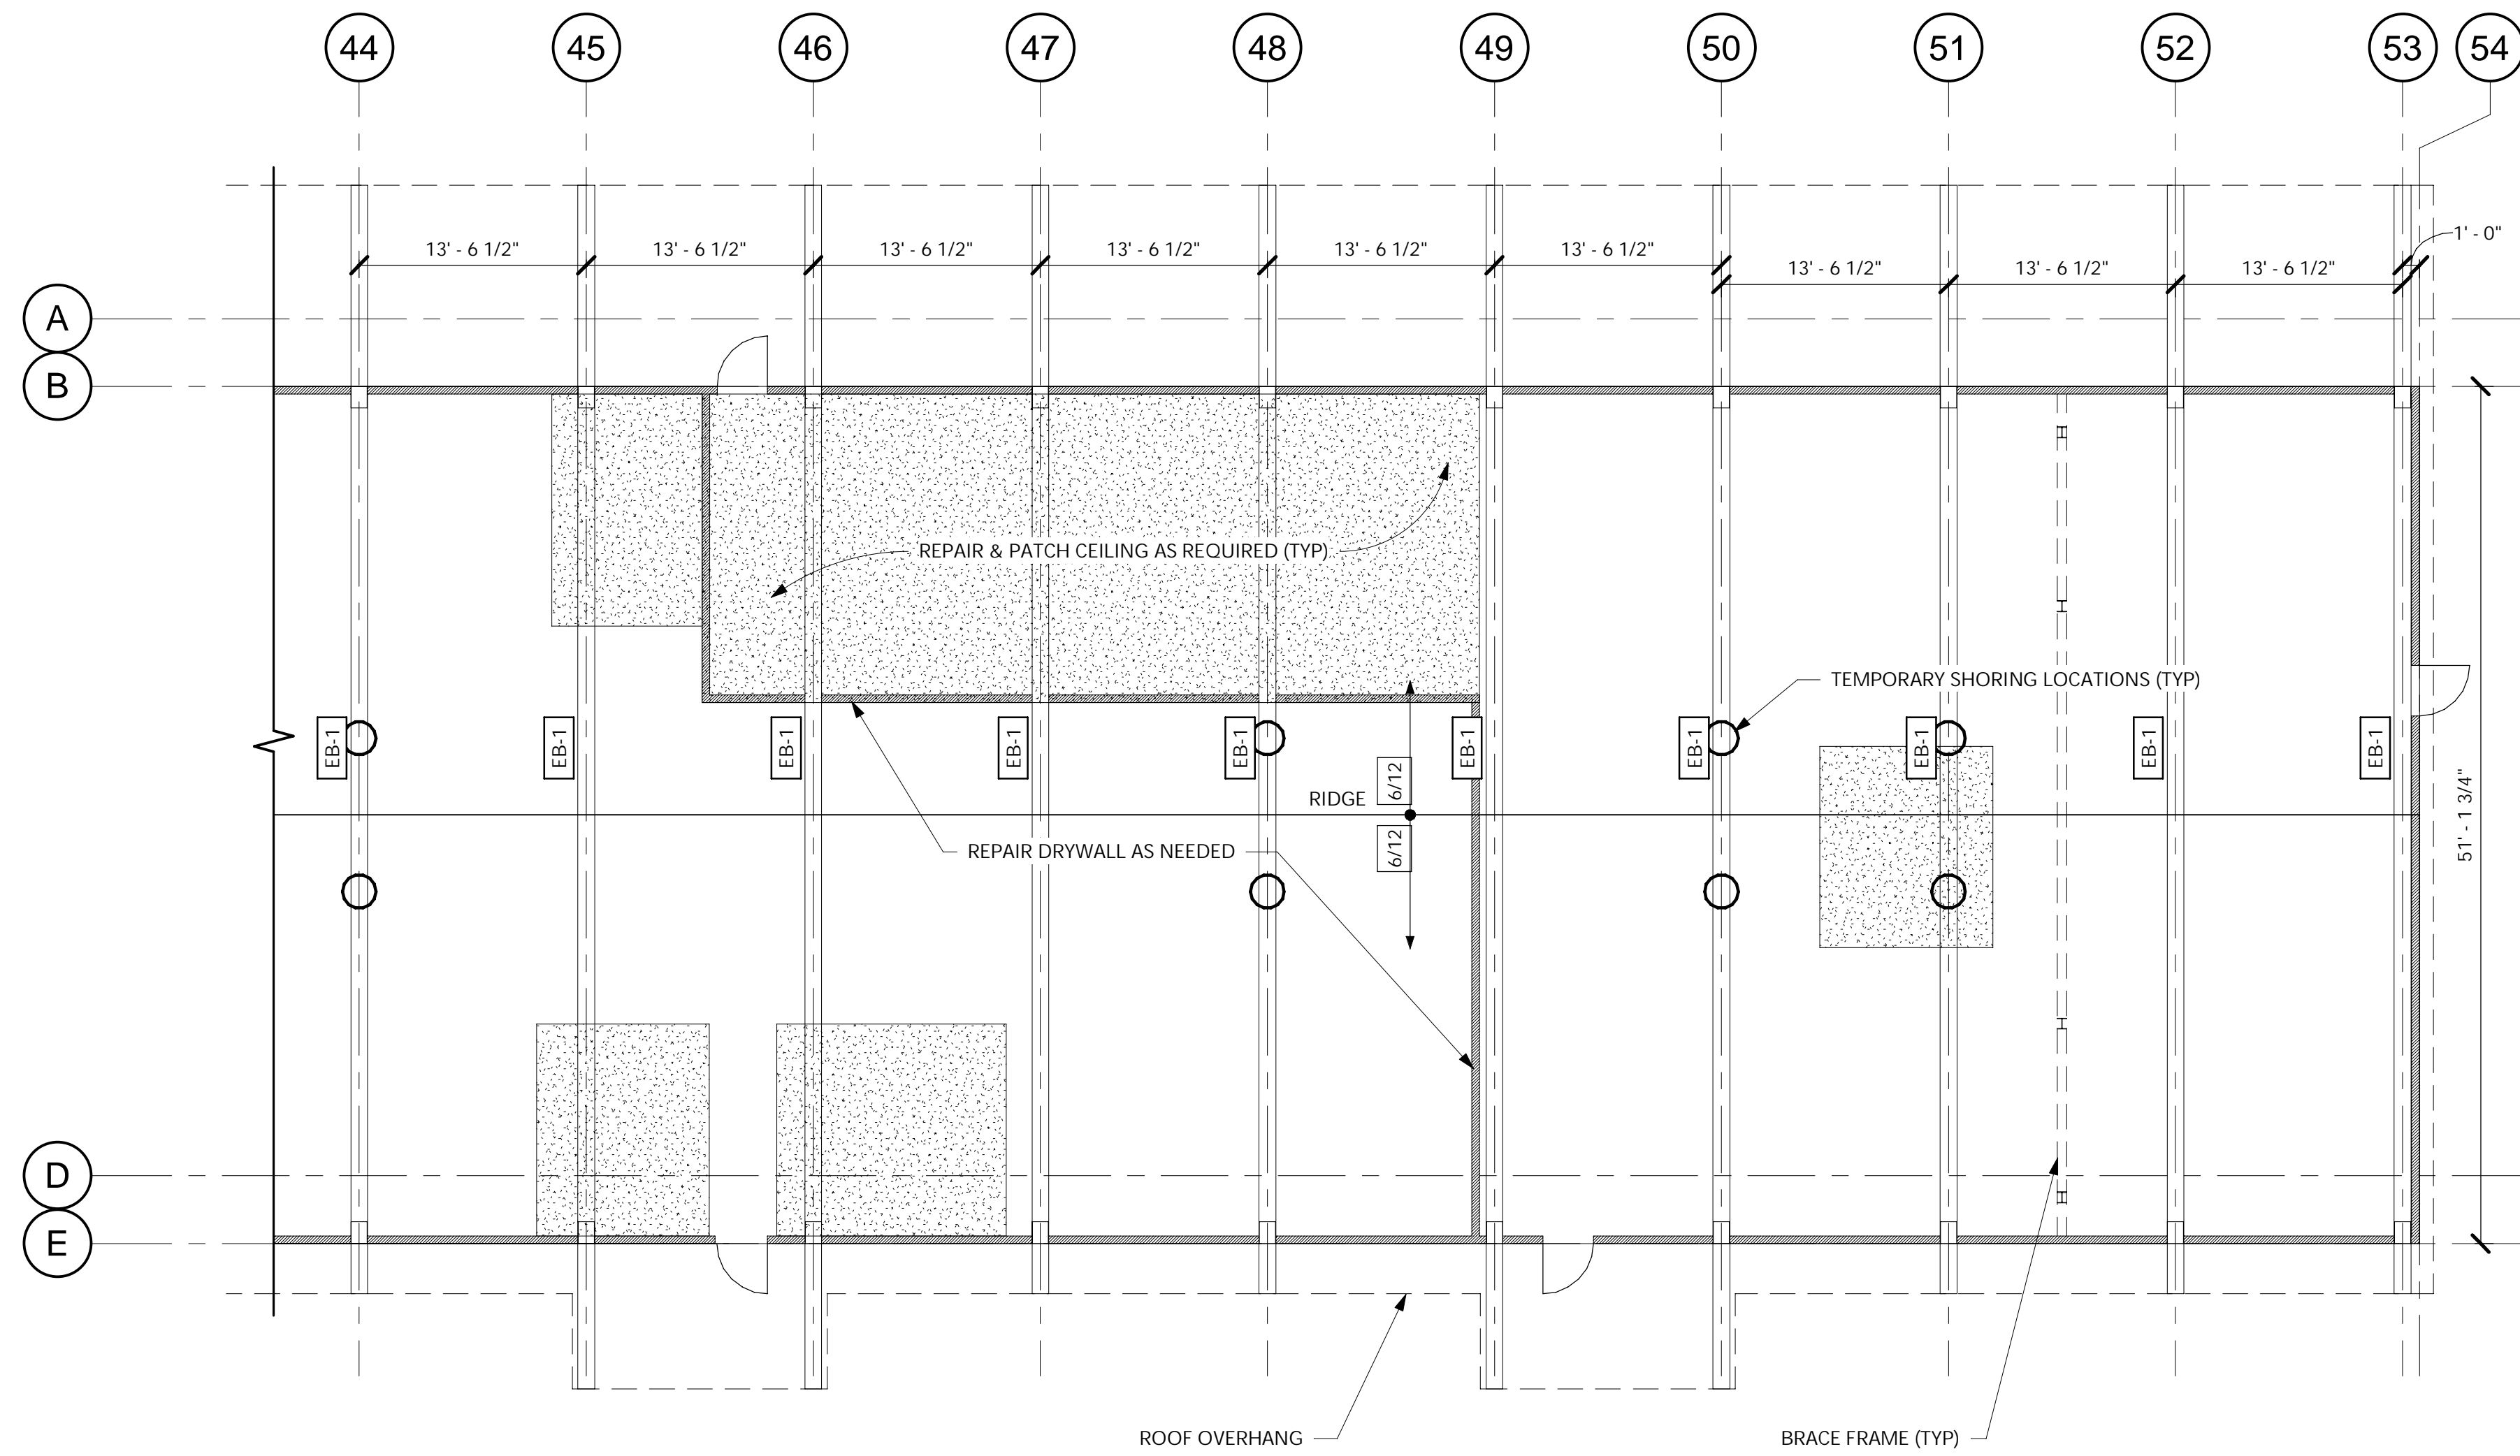 44 45 46 47 48 49 50 51 52 53 54
13' - 6 1/2" 13' - 6 1/2" 13' - 6 1/2" 13' - 6 1/2" 13' - 6 1/2" 13' - 6 1/2" 1' - 0"
13' - 6 1/2" 13' - 6 1/2" 13' - 6 1/2"
A
B
REPAIR & PATCH CEILING AS REQUIRED (TYP)
TEMPORARY SHORING LOCATIONS (TYP)
EB-1 EB-1 EB-1 EB-1 EB-1 EB-1 EB-1 EB-1 EB-1 EB-1
6/12
RIDGE
6/12
51' - 1 3/4"
REPAIR DRYWALL AS NEEDED
D
E
ROOF OVERHANG
BRACE FRAME (TYP)